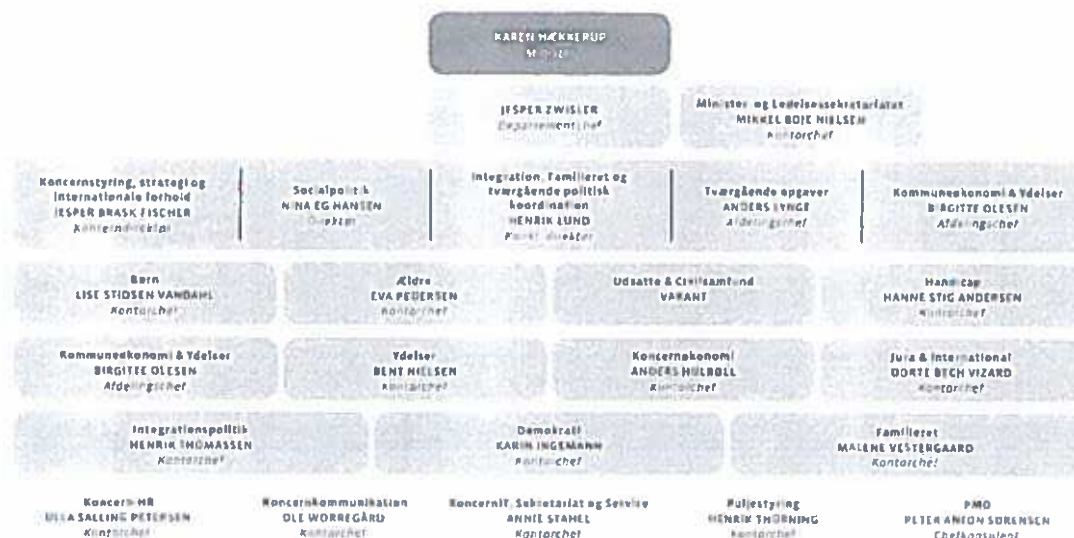 KAREN HÆKKERUP
Minister
JESPER ZWISLER
Departementchef
Minister- og Ledelsessekretariatet
MIKKEL BOJE NIELSEN
Kontorchef
Koncernstyring, strategi og
internationale forhold
JESPER BRASK FISCHER
Koncerndirektør
Socialpolitik
NINA EG HANSEN
Direktør
Integration, Familieret og
tværgående politisk
koordination
HENRIK LUND
direktør
Tværgående opgaver
ANDERS LYNGE
Afdelingschef
Kommuneøkonomi & Ydelser
BIRGITTE OLESEN
Afdelingschef
Børn
LISE STIDSEN VANDAHL
Kontorchef
Ældre
EVA PEDERSEN
Kontorchef
Udsatte & Civilsamfund
VAKANT
Handicap
HANNE STIG ANDERSEN
Kontorchef
Kommuneøkonomi & Ydelser
BIRGITTE OLESEN
Afdelingschef
Ydelser
BENT NIELSEN
Kontorchef
Koncernøkonomi
ANDERS HULBØLL
Kontorchef
Jura & International
DORTE BECH VIZARD
Kontorchef
Integrationspolitik
HENRIK THOMASSEN
Kontorchef
Demokrati
KARIN INGEMANN
Kontorchef
Familieret
MALENE VESTERGAARD
Kontorchef
Koncern-HR
ULLA SALLING PETERSEN
Kontorchef
Koncernkommunikation
OLE WORREGÅRD
Kontorchef
KoncernIT, Sekretariat og Service
ANNIE STAHEL
Kontorchef
Puljestyring
HENRIK THORNING
Kontorchef
PMO
PETER ANTON SØRENSEN
Chefkonsulent